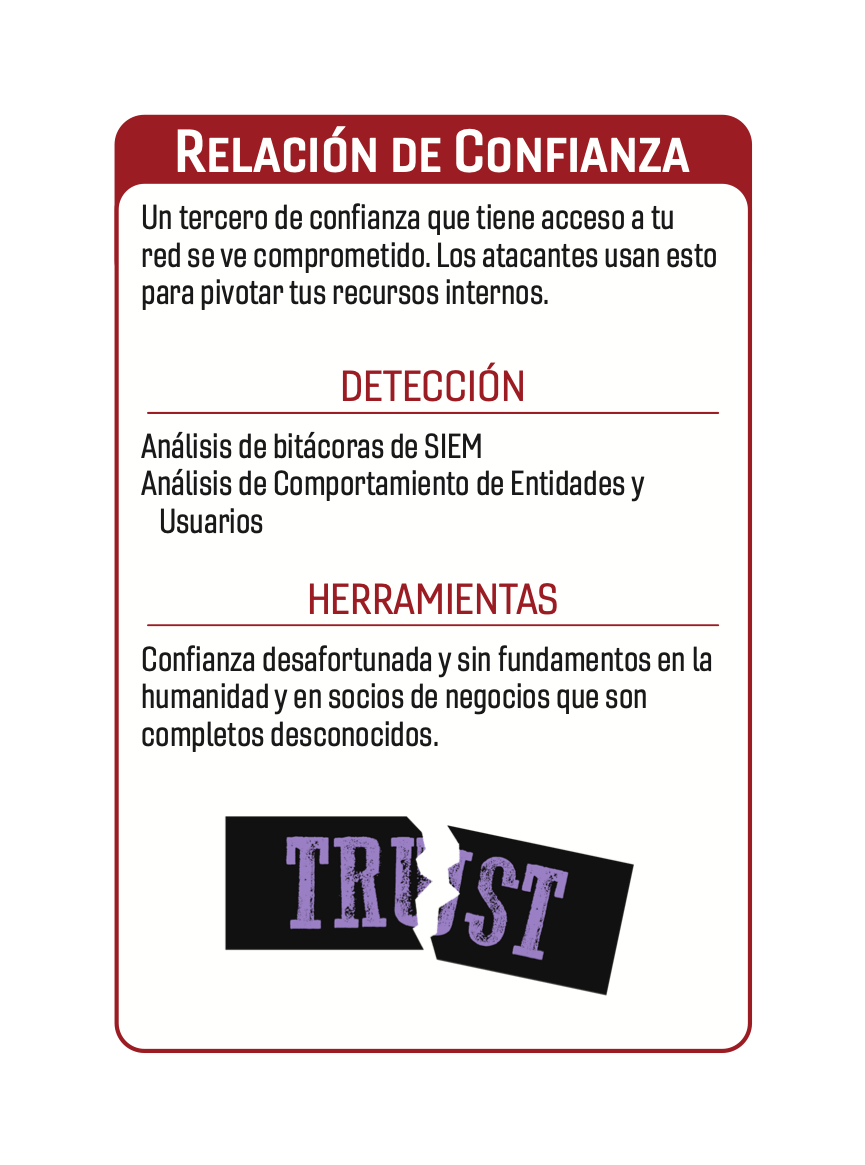 RELACIÓN DE CONFIANZA
Un tercero de confianza que tiene acceso a tu
red se ve comprometido. Los atacantes usan esto
para pivotar tus recursos internos.
DETECCIÓN
Análisis de bitácoras de SIEM
Análisis de Comportamiento de Entidades y
Usuarios
HERRAMIENTAS
Confianza desafortunada y sin fundamentos en la
humanidad y en socios de negocios que son
completos desconocidos.
TRUST